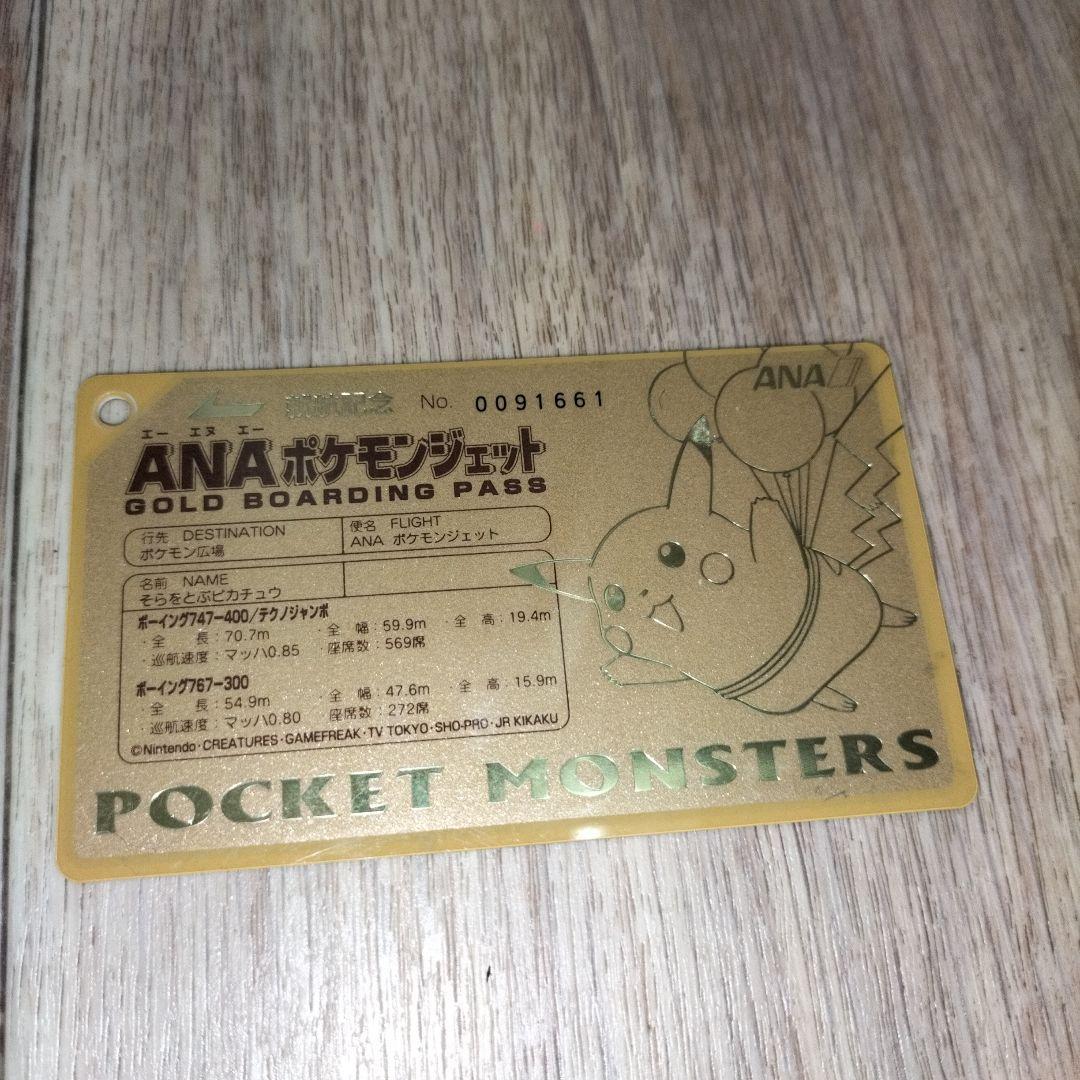 就航記念 No. 0091661
エー エヌ エー
ANAポケモンジェット
GOLD BOARDING PASS
行先 DESTINATION
ポケモン広場
便名 FLIGHT
ANA ポケモンジェット
名前 NAME
そらをとぶピカチュウ
ボーイング747-400/テクノジャンボ
・全 長:70.7m ・全 幅:59.9m ・全 高:19.4m
・巡航速度:マッハ0.85 ・座席数:569席
ボーイング767-300
・全 長:54.9m ・全 幅:47.6m ・全 高:15.9m
・巡航速度:マッハ0.80 座席数:272席
©Nintendo・CREATURES・GAMEFREAK・TV TOKYO・SHO-PRO・JR KIKAKU
ANA
POCKET MONSTERS